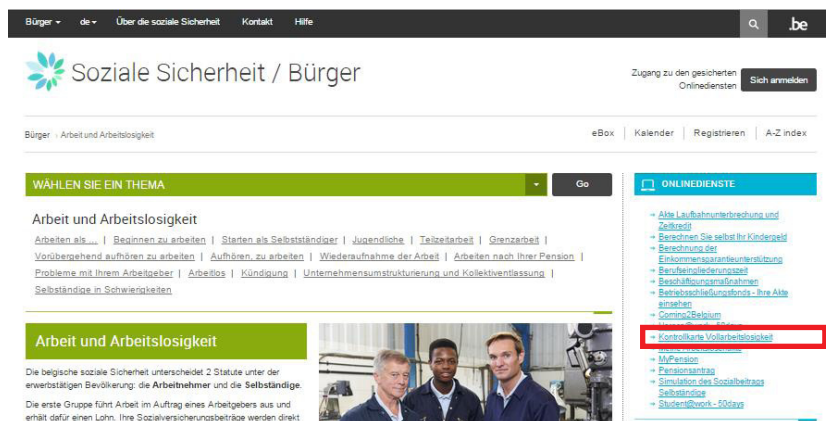 Bürger de Über die soziale Sicherheit Kontakt Hilfe .be
Soziale Sicherheit / Bürger
Zugang zu den gesicherten
Onlinediensten
Sich anmelden
Bürger › Arbeit und Arbeitslosigkeit
eBox | Kalender | Registrieren | A-Z index
WÄHLEN SIE EIN THEMA
Go
Arbeit und Arbeitslosigkeit
Arbeiten als ... | Beginnen zu arbeiten | Starten als Selbstständiger | Jugendliche | Teilzeitarbeit | Grenzarbeit |
Vorübergehend aufhören zu arbeiten | Aufhören, zu arbeiten | Wiederaufnahme der Arbeit | Arbeiten nach Ihrer Pension |
Probleme mit Ihrem Arbeitgeber | Arbeitlos | Kündigung | Unternehmensumstrukturierung und Kollektiventlassung |
Selbständige in Schwierigkeiten
Arbeit und Arbeitslosigkeit
Die belgische soziale Sicherheit unterscheidet 2 Statute unter der
erwerbstätigen Bevölkerung: die Arbeitnehmer und die Selbständige.
Die erste Gruppe führt Arbeit im Auftrag eines Arbeitgebers aus und
erhält dafür einen Lohn. Ihre Sozialversicherungsbeiträge werden direkt
ONLINEDIENSTE
Akte Laufbahnunterbrechung und
Zeitkredit
Berechnen Sie selbst Ihr Kindergeld
Berechnung der
Einkommensgarantieunterstützung
Berufseingliederungszeit
Beschäftigungsmaßnahmen
Betriebsschließungsfonds - Ihre Akte
einsehen
Coming2Belgium
Kontrollkarte Vollarbeitslosigkeit
MyPension
Pensionsantrag
Simulation des Sozialbeitrags
Selbständige
Student@work - 50days